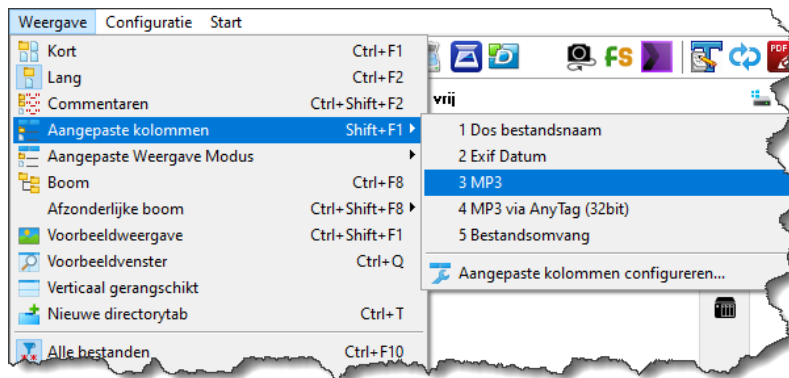 Weergave Configuratie Start
Kort Ctrl+F1
Lang Ctrl+F2
Commentaren Ctrl+Shift+F2
Aangepaste kolommen Shift+F1
Aangepaste Weergave Modus
Boom Ctrl+F8
Afzonderlijke boom Ctrl+Shift+F8
Voorbeeldweergave Ctrl+Shift+F1
Voorbeeldvenster Ctrl+Q
Verticaal gerangschikt
Nieuwe directorytab Ctrl+T
Alle bestanden Ctrl+F10
FS
PDF
vrij
1 Dos bestandsnaam
2 Exif Datum
3 MP3
4 MP3 via AnyTag (32bit)
5 Bestandsomvang
Aangepaste kolommen configureren...